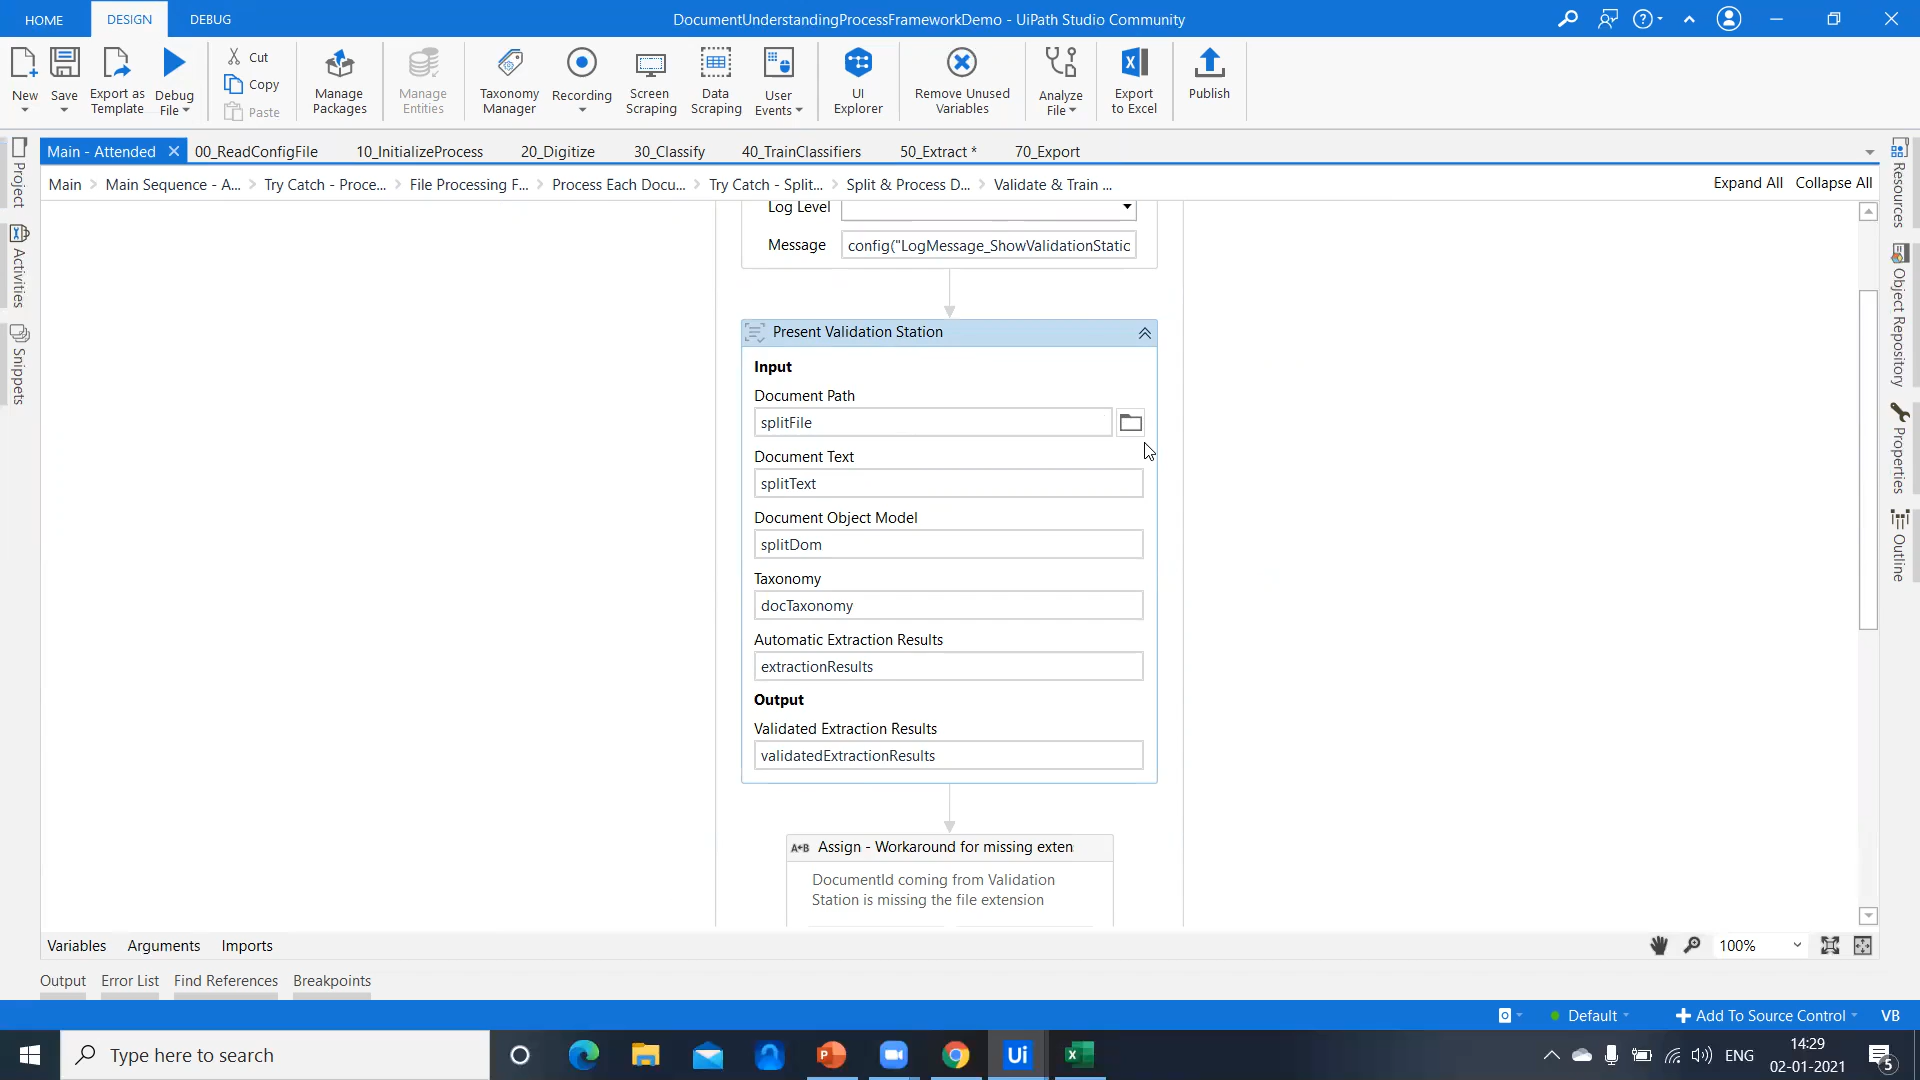 HOME
DESIGN
DEBUG
DocumentUnderstandingProcessFrameworkDemo - UiPath Studio Community
New
Save
Export as Template
Debug File
Cut
Copy
Paste
Manage Packages
Manage Entities
Taxonomy Manager
Recording
Screen Scraping
Data Scraping
User Events
UI Explorer
Remove Unused Variables
Analyze File
Export to Excel
Publish
Main - Attended
00_ReadConfigFile
10_InitializeProcess
20_Digitize
30_Classify
40_TrainClassifiers
50_Extract *
70_Export
Main
Main Sequence - A...
Try Catch - Proce...
File Processing F...
Process Each Docu...
Try Catch - Split...
Split & Process D...
Validate & Train ...
Expand All
Collapse All
Project
Activities
Snippets
Resources
Object Repository
Properties
Outline
Log Level
Message
config("LogMessage_ShowValidationStatic
Present Validation Station
Input
Document Path
splitFile
Document Text
splitText
Document Object Model
splitDom
Taxonomy
docTaxonomy
Automatic Extraction Results
extractionResults
Output
Validated Extraction Results
validatedExtractionResults
A+B
Assign - Workaround for missing exten
DocumentId coming from Validation
Station is missing the file extension
Variables
Arguments
Imports
100%
Output
Error List
Find References
Breakpoints
Default
Add To Source Control
VB
Type here to search
Ui
ENG
14:29
02-01-2021
5